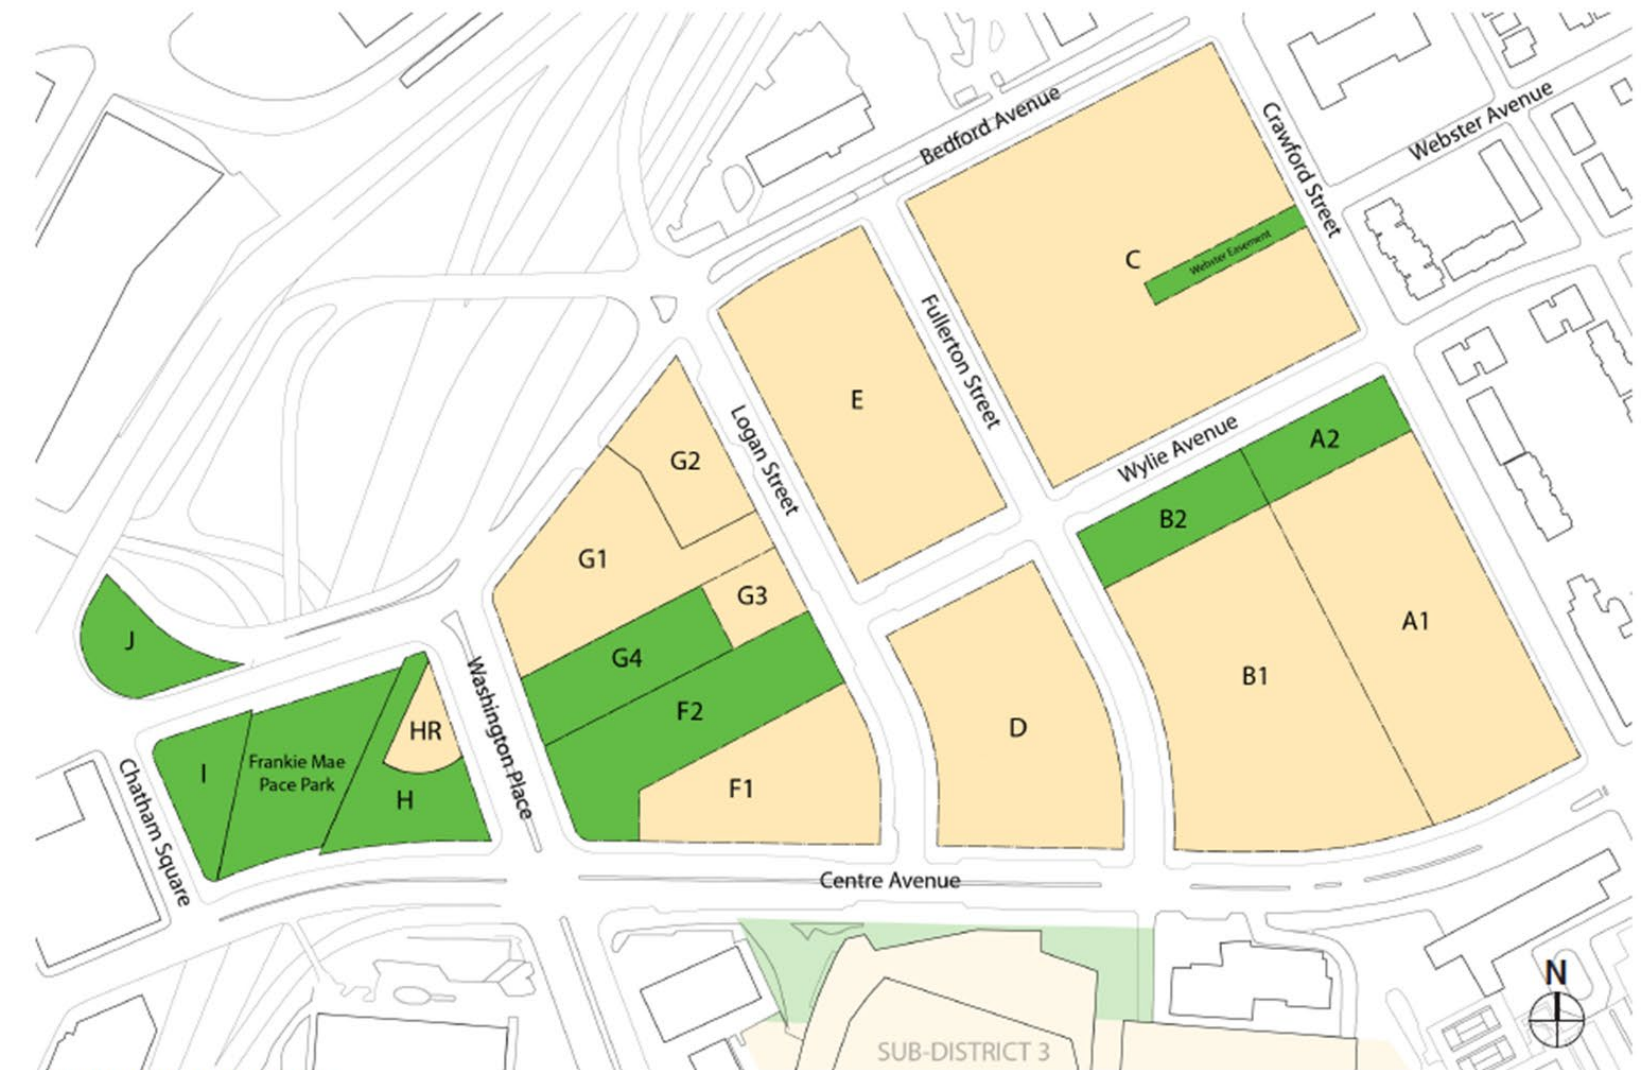 Bedford Avenue
Crawford Street
Webster Avenue
C
Webster Easement
Fullerton Street
E
Logan Street
G2
Wylie Avenue
A2
B2
G1
G3
J
G4
A1
B1
F2
D
HR
Washington Place
I
Frankie Mae
Pace Park
H
F1
Chatham Square
Centre Avenue
N
SUB-DISTRICT 3